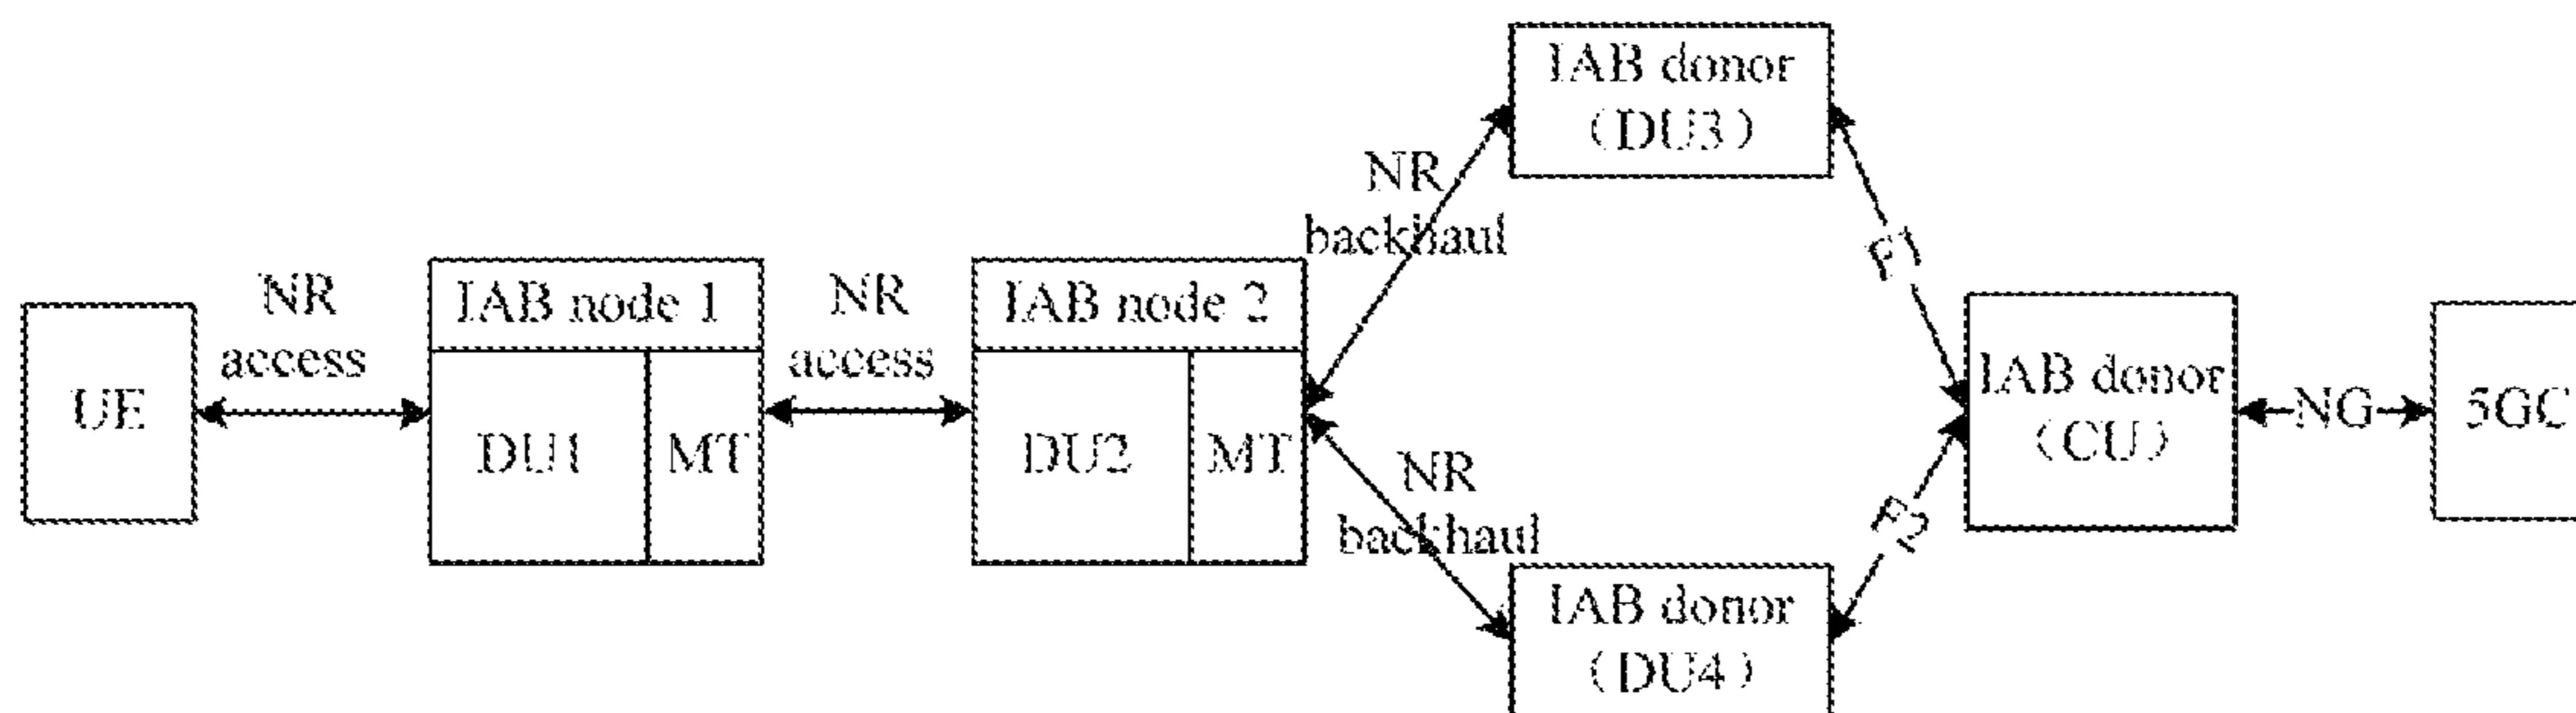 UE
NR
access
IAB node 1
DU1
MT
NR
access
IAB node 2
DU2
MT
NR
backhaul
NR
backhaul
IAB donor
(DU3)
IAB donor
(DU4)
F1
F2
IAB donor
(CU)
NG
5GC